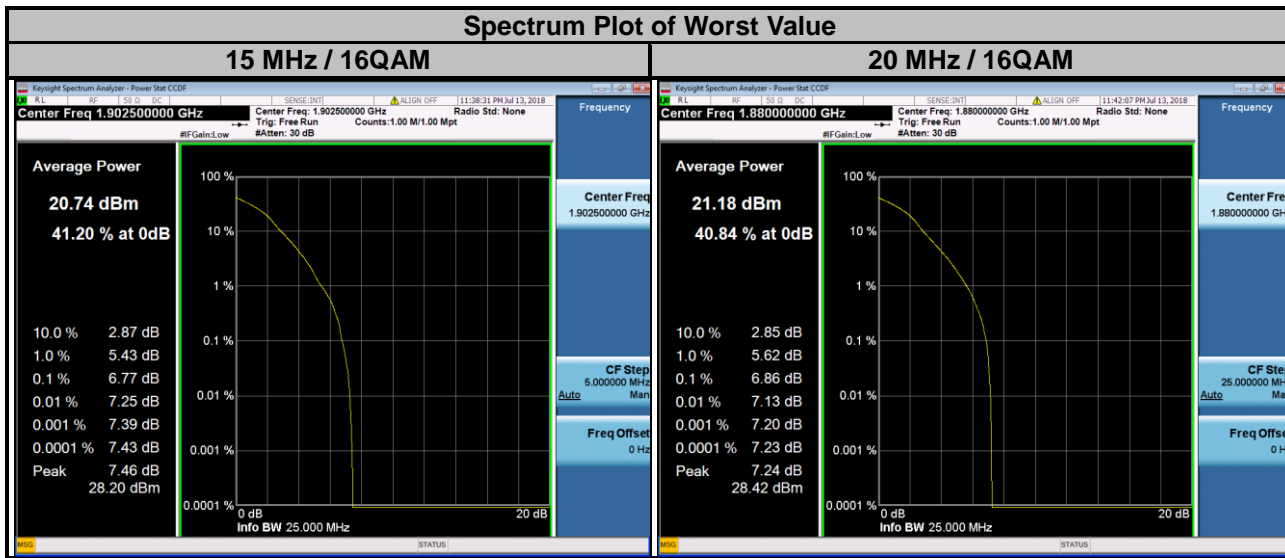 Spectrum Plot of Worst Value
15 MHz / 16QAM
20 MHz / 16QAM
Keysight Spectrum Analyzer - Power Stat CCDF
RL RF 50 Ω DC SENSE:INT ALIGN OFF 11:38:31 PM Jul 13, 2018
Center Freq 1.902500000 GHz
Center Freq: 1.902500000 GHz Radio Std: None
Trig: Free Run Counts:1.00 M/1.00 Mpt
#IFGain:Low #Atten: 30 dB
Average Power
20.74 dBm
41.20 % at 0dB
10.0 % 2.87 dB
1.0 % 5.43 dB
0.1 % 6.77 dB
0.01 % 7.25 dB
0.001 % 7.39 dB
0.0001 % 7.43 dB
Peak 7.46 dB
28.20 dBm
100 %
10 %
1 %
0.1 %
0.01 %
0.001 %
0.0001 %
0 dB 20 dB
Info BW 25.000 MHz
Frequency
Center Freq
1.902500000 GHz
CF Step
5.000000 MHz
Auto Man
Freq Offset
0 Hz
MSG STATUS
Keysight Spectrum Analyzer - Power Stat CCDF
RL RF 50 Ω DC SENSE:INT ALIGN OFF 11:42:07 PM Jul 13, 2018
Center Freq 1.880000000 GHz
Center Freq: 1.880000000 GHz Radio Std: None
Trig: Free Run Counts:1.00 M/1.00 Mpt
#IFGain:Low #Atten: 30 dB
Average Power
21.18 dBm
40.84 % at 0dB
10.0 % 2.85 dB
1.0 % 5.62 dB
0.1 % 6.86 dB
0.01 % 7.13 dB
0.001 % 7.20 dB
0.0001 % 7.23 dB
Peak 7.24 dB
28.42 dBm
100 %
10 %
1 %
0.1 %
0.01 %
0.001 %
0.0001 %
0 dB 20 dB
Info BW 25.000 MHz
Frequency
Center Fre
1.880000000 GH
CF Ste
25.000000 MH
Auto Ma
Freq Offse
0 H
MSG STATUS